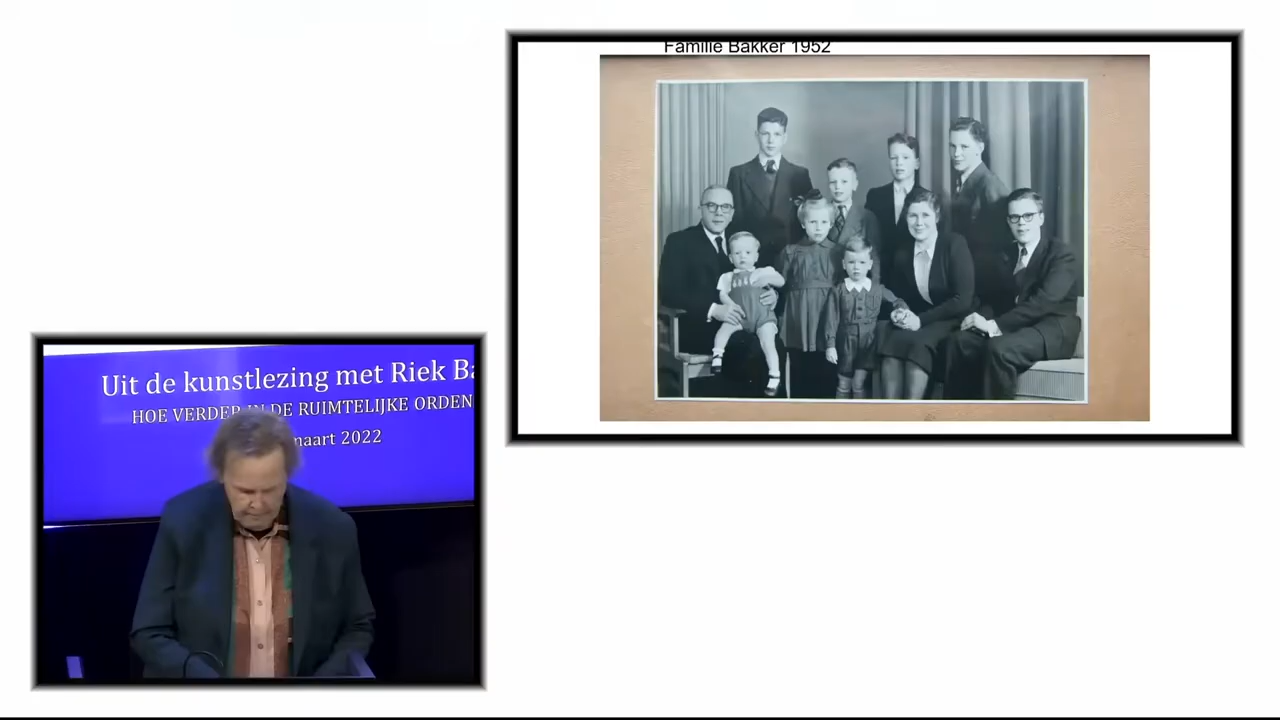 Familie Bakker 1952
Uit de kunstlezing met Riek Ba
HOE VERDER IN DE RUIMTELIJKE ORDEN
maart 2022